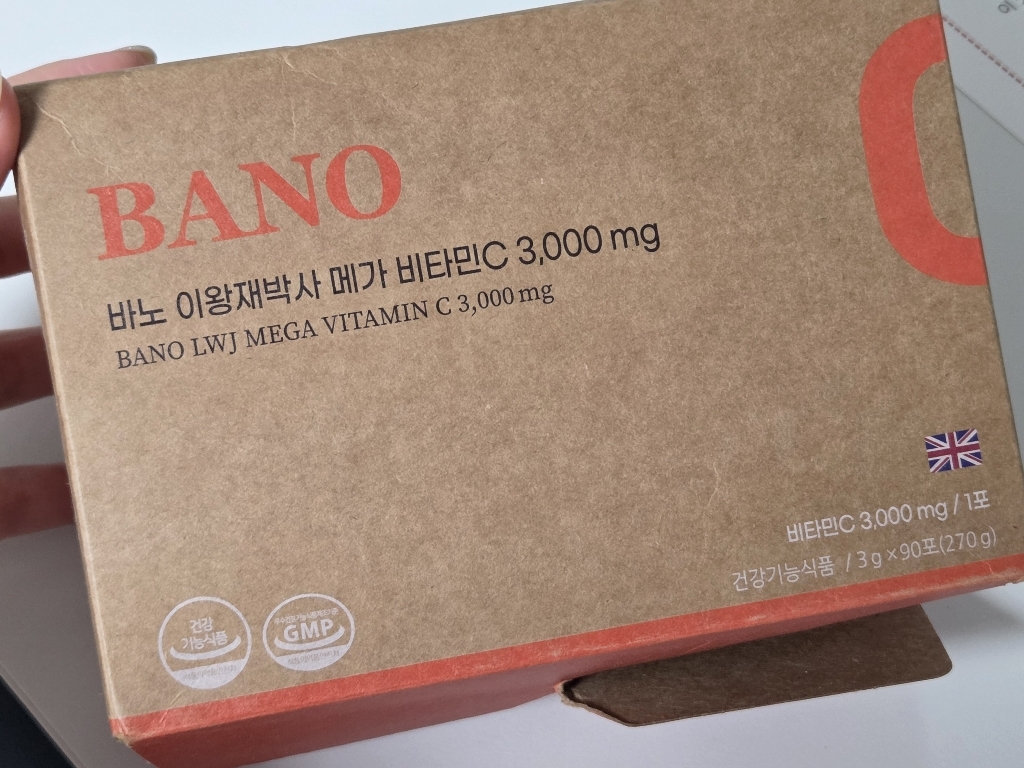 BANO
바노 이왕재박사 메가 비타민C 3,000 mg
BANO LWJ MEGA VITAMIN C 3,000 mg
비타민C 3,000 mg / 1포
건강기능식품 / 3 g × 90포(270 g)
건강
기능식품
GMP